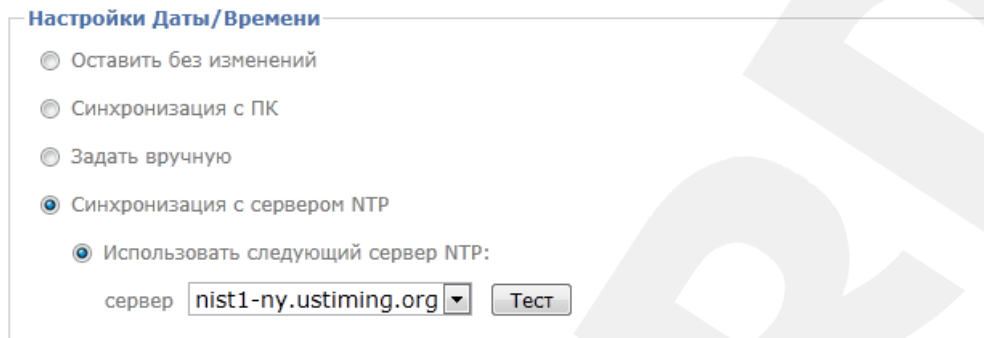 Настройки Даты/Времени
Оставить без изменений
Синхронизация с ПК
Задать вручную
Синхронизация с сервером NTP
Использовать следующий сервер NTP:
сервер nist1-ny.ustiming.org Тест